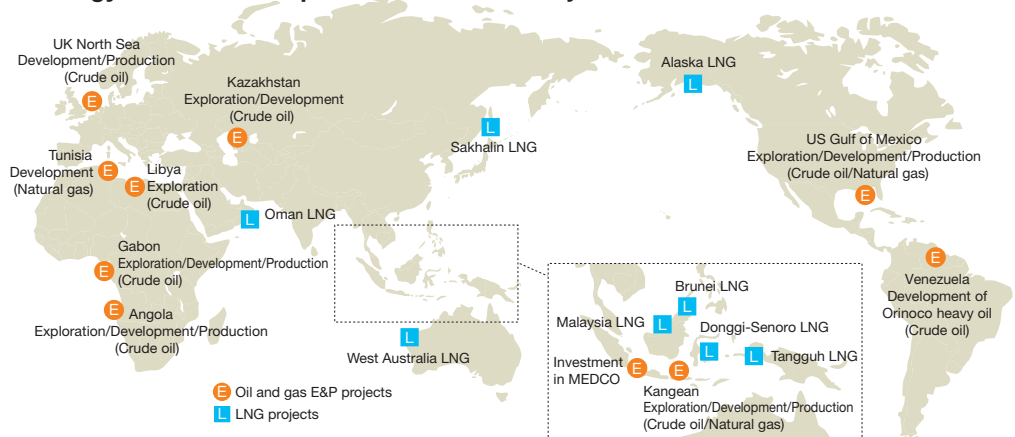 UK North Sea
Development/Production
(Crude oil)
E
Kazakhstan
Exploration/Development
(Crude oil)
E
Alaska LNG
L
L
Sakhalin LNG
US Gulf of Mexico
Exploration/Development/Production
(Crude oil/Natural gas)
E
Tunisia
Development
(Natural gas)
E
Libya
Exploration
(Crude oil)
E
L
Oman LNG
Gabon
Exploration/Development/Production
(Crude oil)
E
E
Angola
Exploration/Development/Production
(Crude oil)
L
West Australia LNG
E
Venezuela
Development of
Orinoco heavy oil
(Crude oil)
Brunei LNG
L
Malaysia LNG
L
Donggi-Senoro LNG
L
L
Tangguh LNG
Investment
in MEDCO
E
E
Kangean
Exploration/Development/Production
(Crude oil/Natural gas)
E Oil and gas E&P projects
L LNG projects